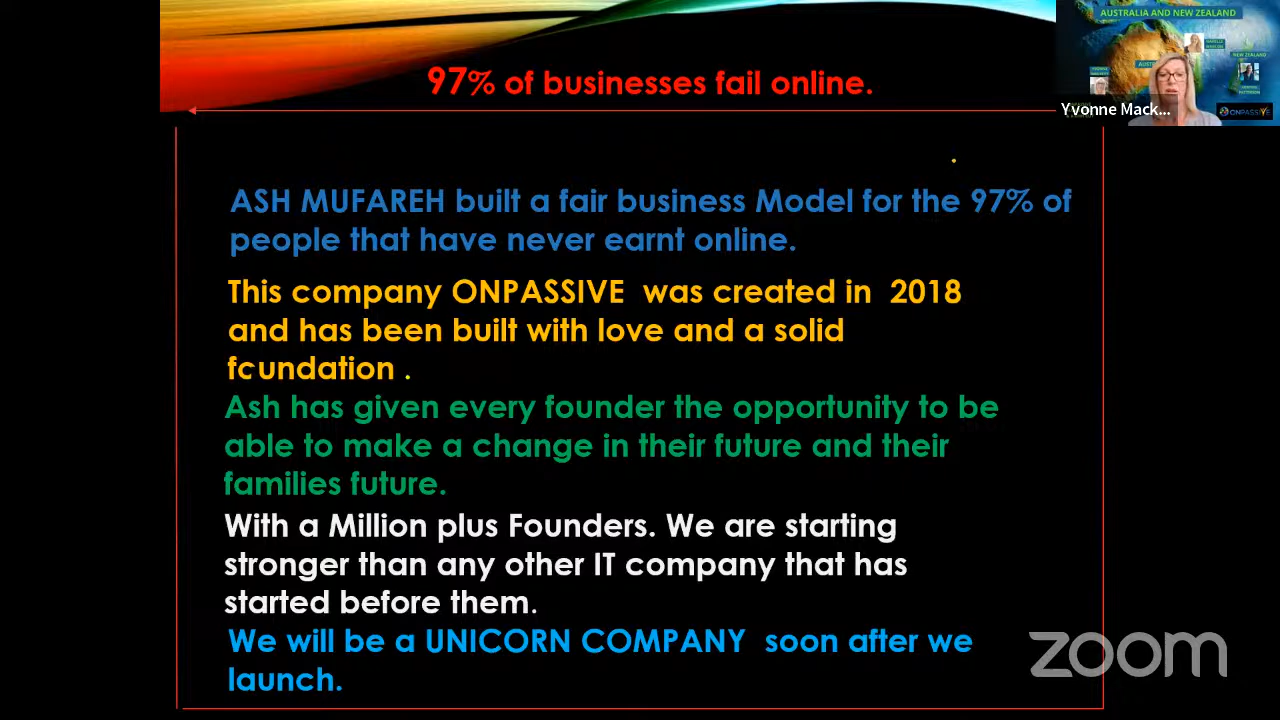 97% of businesses fail online.
AUSTRALIA AND NEW ZEALAND
NEW ZEALAND
ONPASSIVE
Yvonne Mack...
ASH MUFAREH built a fair business Model for the 97% of
people that have never earnt online.
This company ONPASSIVE was created in 2018
and has been built with love and a solid
foundation .
Ash has given every founder the opportunity to be
able to make a change in their future and their
families future.
With a Million plus Founders. We are starting
stronger than any other IT company that has
started before them.
We will be a UNICORN COMPANY soon after we
launch.
zoom